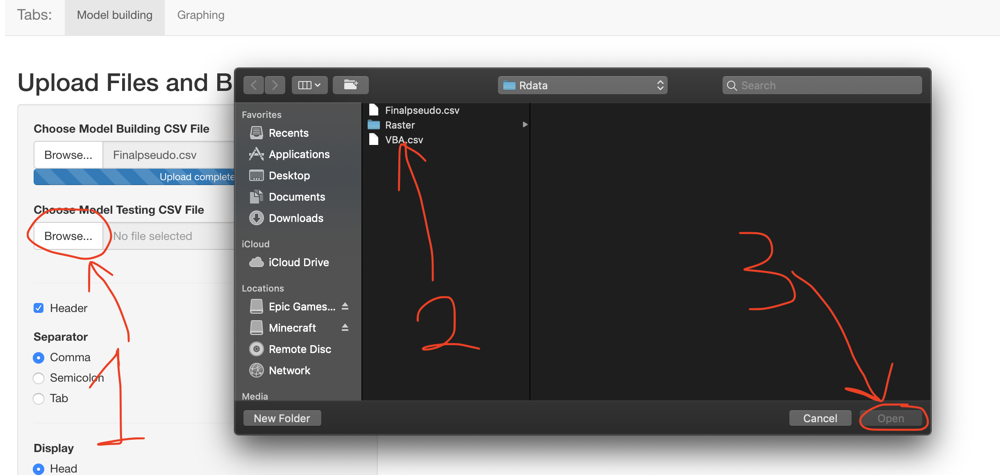 Tabs: Model building Graphing
Upload Files and B
Choose Model Building CSV File
Browse... Finalpseudo.csv
Upload complete
Choose Model Testing CSV File
Browse... No file selected
Header
Separator
Comma
Semicolon
Tab
Display
Head
1
Rdata
Search
Favorites
Recents
Applications
Desktop
Documents
Downloads
iCloud
iCloud Drive
Locations
Epic Games...
Minecraft
Remote Disc
Network
Media
Finalpseudo.csv
Raster
VBA.csv
2
3
New Folder
Cancel
Open